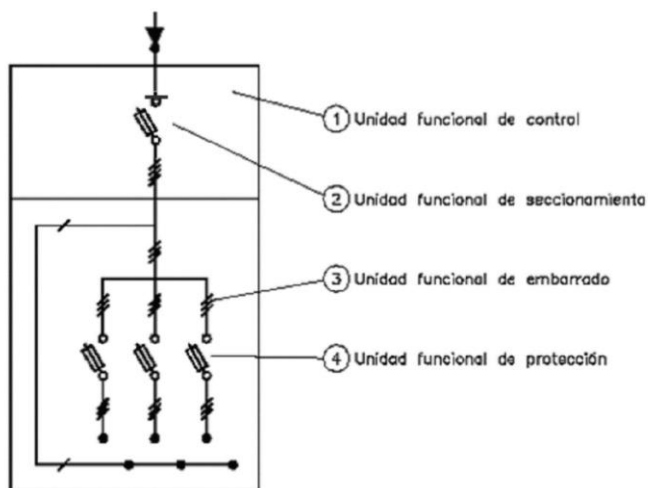 1 Unidad funcional de control
2 Unidad funcional de seccionamiento
3 Unidad funcional de embarrado
4 Unidad funcional de protección